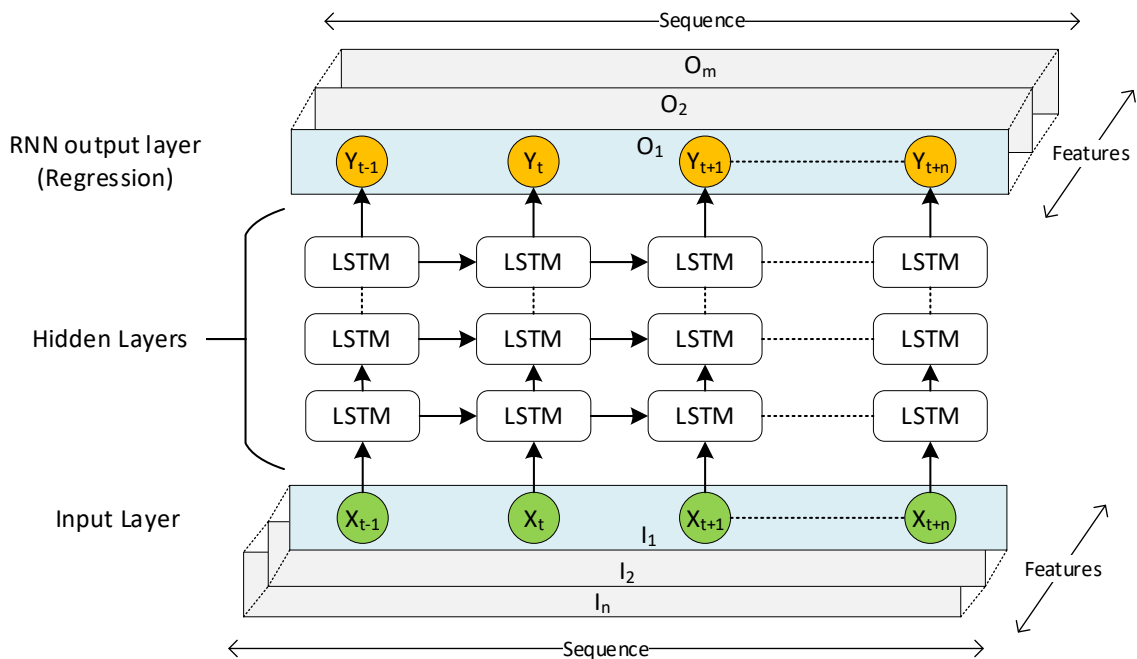 Sequence
Oₘ
O₂
O₁
RNN output layer
(Regression)
Features
Yₜ₋₁ Yₜ Yₜ₊₁ Yₜ₊ₙ
LSTM LSTM LSTM LSTM
Hidden Layers
LSTM LSTM LSTM LSTM
LSTM LSTM LSTM LSTM
Input Layer
Xₜ₋₁ Xₜ Xₜ₊₁ Xₜ₊ₙ
I₁
I₂
Features
Iₙ
Sequence